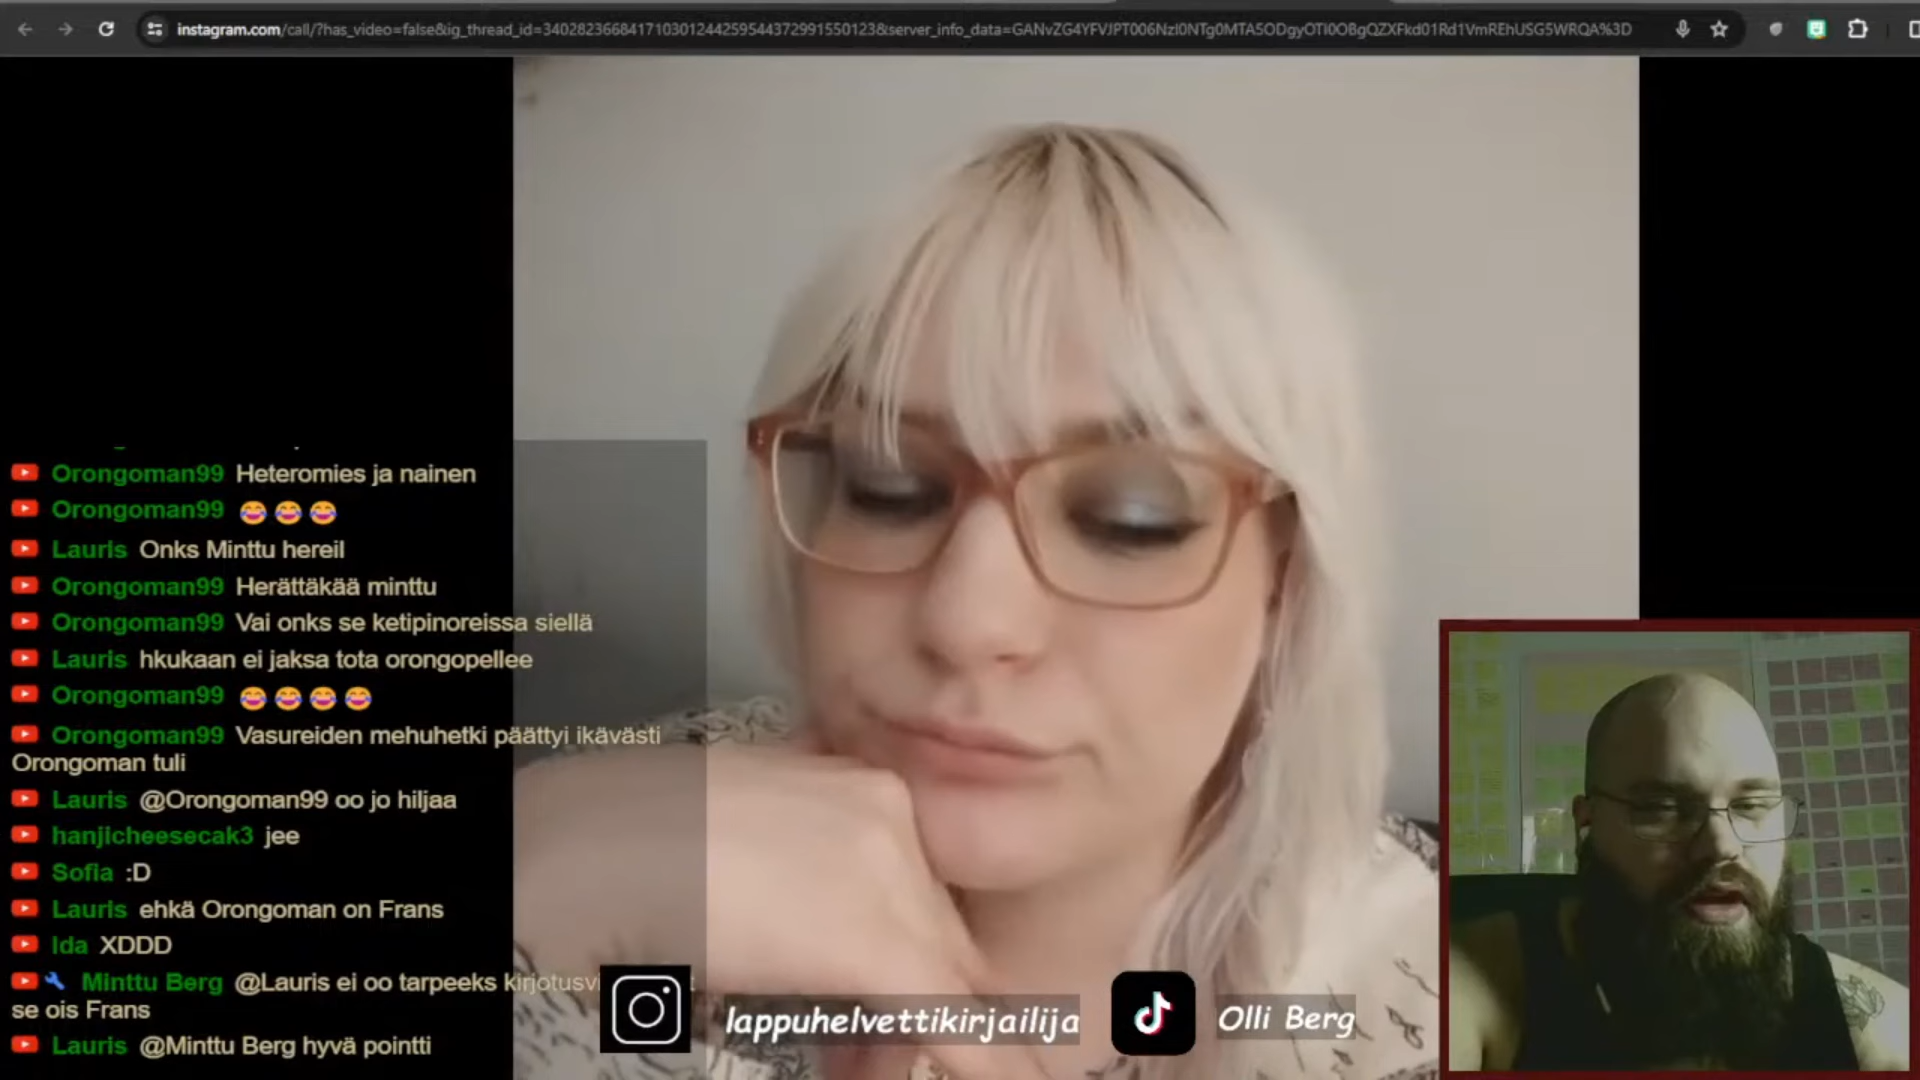 instagram.com/call/?has_video=false&ig_thread_id=340282366841710301244259544372991550123&server_info_data=GANvZG4YFVJPT006NzI0NTg0MTA5ODgyOTI0OBgQZXFkd01Rd1VmREhUSG5WRQA%3D
Orongoman99 Heteromies ja nainen
Orongoman99 😂😂😂
Lauris Onks Minttu hereil
Orongoman99 Herättäkää minttu
Orongoman99 Vai onks se ketipinoreissa siellä
Lauris hkukaan ei jaksa tota orongopellee
Orongoman99 😂😂😂😂
Orongoman99 Vasureiden mehuhetki päättyi ikävästi
Orongoman tuli
Lauris @Orongoman99 oo jo hiljaa
hanjicheesecak3 jee
Sofia :D
Lauris ehkä Orongoman on Frans
Ida XDDD
Minttu Berg @Lauris ei oo tarpeeks
se ois Frans
Lauris @Minttu Berg hyvä pointti
lappuhelvettikirjailija
Olli Berg